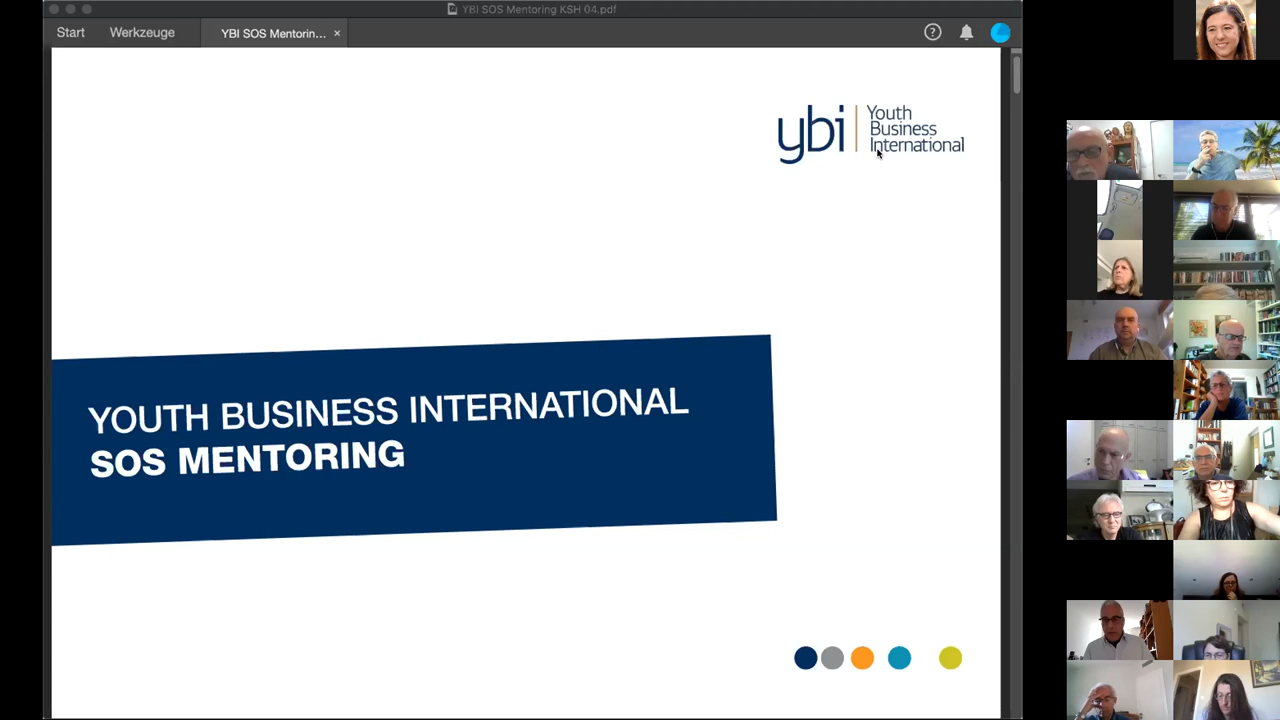 YBI SOS Mentoring KSH 04.pdf
Start
Werkzeuge
YBI SOS Mentorin... ×
?
ybi
Youth
Business
International
YOUTH BUSINESS INTERNATIONAL
SOS MENTORING